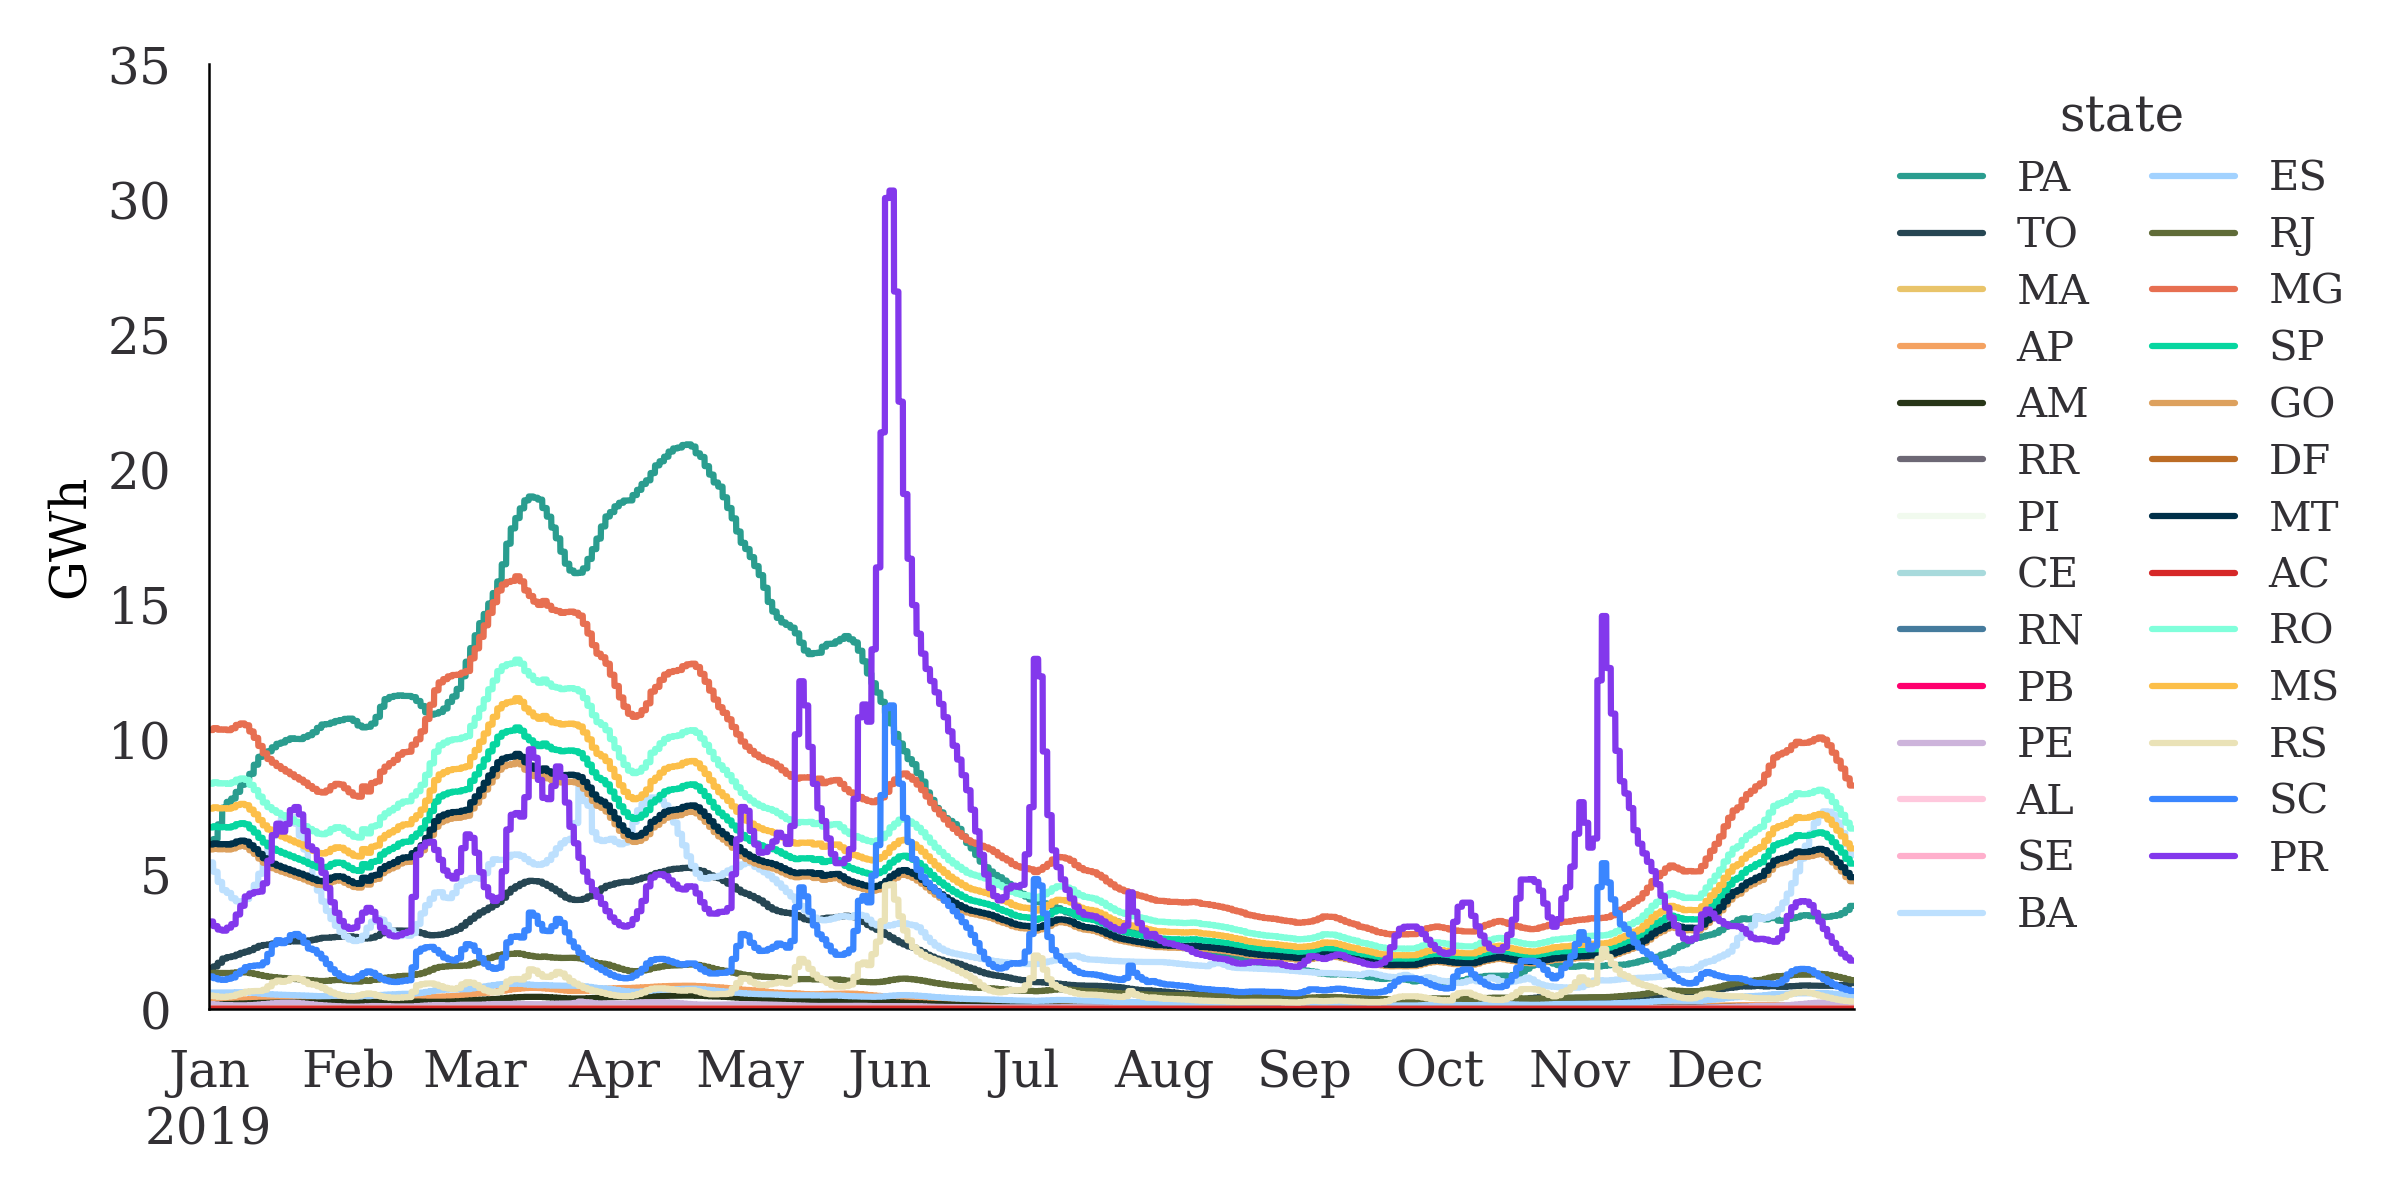 35
30
25
20
15
10
5
0
GWh
Jan Feb Mar Apr May Jun Jul Aug Sep Oct Nov Dec
2019
state
PA
TO
MA
AP
AM
RR
PI
CE
RN
PB
PE
AL
SE
BA
ES
RJ
MG
SP
GO
DF
MT
AC
RO
MS
RS
SC
PR